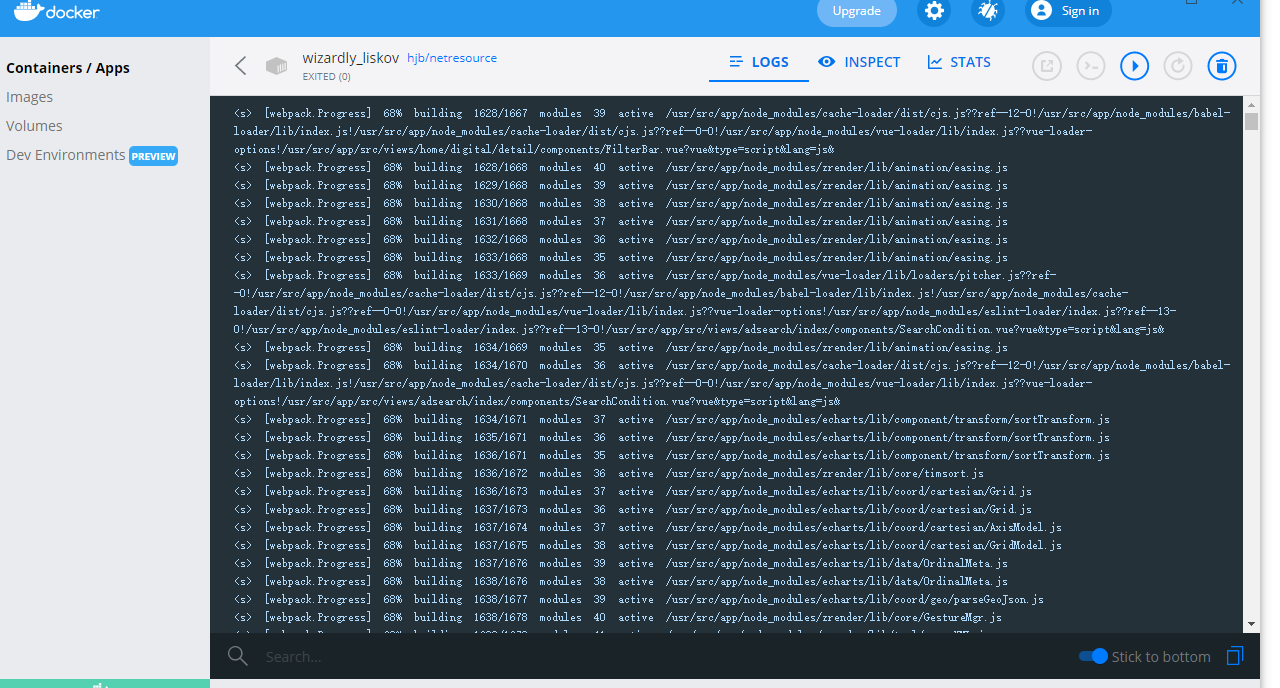 docker
Upgrade
Sign in
Containers / Apps
Images
Volumes
Dev Environments PREVIEW
wizardly_liskov hjb/netresource
EXITED (0)
LOGS
INSPECT
STATS
<s> [webpack.Progress] 68% building 1628/1667 modules 39 active /usr/src/app/node_modules/cache-loader/dist/cjs.js??ref--12-0!/usr/src/app/node_modules/babel-
loader/lib/index.js!/usr/src/app/node_modules/cache-loader/dist/cjs.js??ref--0-0!/usr/src/app/node_modules/vue-loader/lib/index.js??vue-loader-
options!/usr/src/app/src/views/home/digital/detail/components/FilterBar.vue?vue&type=script&lang=js&
<s> [webpack.Progress] 68% building 1628/1668 modules 40 active /usr/src/app/node_modules/zrender/lib/animation/easing.js
<s> [webpack.Progress] 68% building 1629/1668 modules 39 active /usr/src/app/node_modules/zrender/lib/animation/easing.js
<s> [webpack.Progress] 68% building 1630/1668 modules 38 active /usr/src/app/node_modules/zrender/lib/animation/easing.js
<s> [webpack.Progress] 68% building 1631/1668 modules 37 active /usr/src/app/node_modules/zrender/lib/animation/easing.js
<s> [webpack.Progress] 68% building 1632/1668 modules 36 active /usr/src/app/node_modules/zrender/lib/animation/easing.js
<s> [webpack.Progress] 68% building 1633/1668 modules 35 active /usr/src/app/node_modules/zrender/lib/animation/easing.js
<s> [webpack.Progress] 68% building 1633/1669 modules 36 active /usr/src/app/node_modules/vue-loader/lib/loaders/pitcher.js??ref-
-0!/usr/src/app/node_modules/cache-loader/dist/cjs.js??ref--12-0!/usr/src/app/node_modules/babel-loader/lib/index.js!/usr/src/app/node_modules/cache-
loader/dist/cjs.js??ref--0-0!/usr/src/app/node_modules/vue-loader/lib/index.js??vue-loader-options!/usr/src/app/node_modules/eslint-loader/index.js??ref--13-
0!/usr/src/app/node_modules/eslint-loader/index.js??ref--13-0!/usr/src/app/src/views/adsearch/index/components/SearchCondition.vue?vue&type=script&lang=js&
<s> [webpack.Progress] 68% building 1634/1669 modules 35 active /usr/src/app/node_modules/zrender/lib/animation/easing.js
<s> [webpack.Progress] 68% building 1634/1670 modules 36 active /usr/src/app/node_modules/cache-loader/dist/cjs.js??ref--12-0!/usr/src/app/node_modules/babel-
loader/lib/index.js!/usr/src/app/node_modules/cache-loader/dist/cjs.js??ref--0-0!/usr/src/app/node_modules/vue-loader/lib/index.js??vue-loader-
options!/usr/src/app/src/views/adsearch/index/components/SearchCondition.vue?vue&type=script&lang=js&
<s> [webpack.Progress] 68% building 1634/1671 modules 37 active /usr/src/app/node_modules/echarts/lib/component/transform/sortTransform.js
<s> [webpack.Progress] 68% building 1635/1671 modules 36 active /usr/src/app/node_modules/echarts/lib/component/transform/sortTransform.js
<s> [webpack.Progress] 68% building 1636/1671 modules 35 active /usr/src/app/node_modules/echarts/lib/component/transform/sortTransform.js
<s> [webpack.Progress] 68% building 1636/1672 modules 36 active /usr/src/app/node_modules/zrender/lib/core/timsort.js
<s> [webpack.Progress] 68% building 1636/1673 modules 37 active /usr/src/app/node_modules/echarts/lib/coord/cartesian/Grid.js
<s> [webpack.Progress] 68% building 1637/1673 modules 36 active /usr/src/app/node_modules/echarts/lib/coord/cartesian/Grid.js
<s> [webpack.Progress] 68% building 1637/1674 modules 37 active /usr/src/app/node_modules/echarts/lib/coord/cartesian/AxisModel.js
<s> [webpack.Progress] 68% building 1637/1675 modules 38 active /usr/src/app/node_modules/echarts/lib/coord/cartesian/GridModel.js
<s> [webpack.Progress] 68% building 1637/1676 modules 39 active /usr/src/app/node_modules/echarts/lib/data/OrdinalMeta.js
<s> [webpack.Progress] 68% building 1638/1676 modules 38 active /usr/src/app/node_modules/echarts/lib/data/OrdinalMeta.js
<s> [webpack.Progress] 68% building 1638/1677 modules 39 active /usr/src/app/node_modules/echarts/lib/coord/geo/parseGeoJson.js
<s> [webpack.Progress] 68% building 1638/1678 modules 40 active /usr/src/app/node_modules/zrender/lib/core/GestureMgr.js
Search...
Stick to bottom